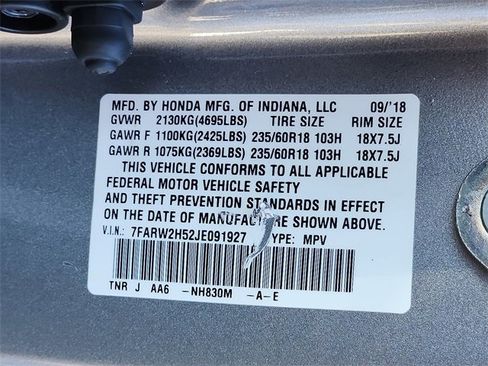 MFD. BY HONDA MFG. OF INDIANA, LLC 09/'18
GVWR 2130KG(4695LBS) TIRE SIZE RIM SIZE
GAWR F 1100KG(2425LBS) 235/60R18 103H 18X7.5J
GAWR R 1075KG(2369LBS) 235/60R18 103H 18X7.5J
THIS VEHICLE CONFORMS TO ALL APPLICABLE
FEDERAL MOTOR VEHICLE SAFETY
AND THEFT PREVENTION STANDARDS IN EFFECT
ON THE DATE OF MANUFACTURE SHOWN ABOVE.
V.I.N.: 7FARW2H52JE091927 TYPE: MPV
TNR J AA6 -NH830M -A-E